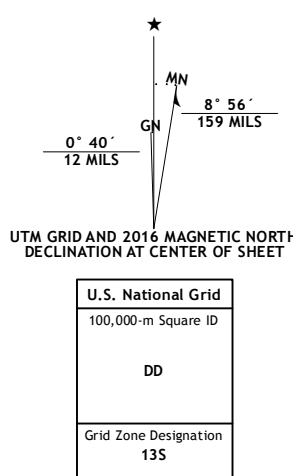 ★
MN
GN
8° 56´
159 MILS
0° 40´
12 MILS
UTM GRID AND 2016 MAGNETIC NORTH
DECLINATION AT CENTER OF SHEET
U.S. National Grid
100,000-m Square ID
DD
Grid Zone Designation
13S